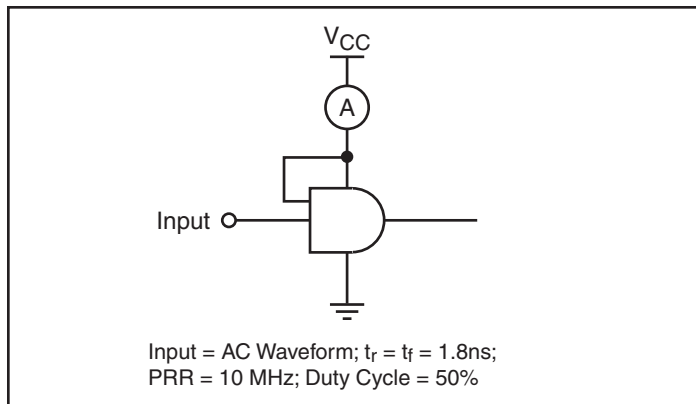 VCC
A
Input
Input = AC Waveform; tr = tf = 1.8ns;
PRR = 10 MHz; Duty Cycle = 50%